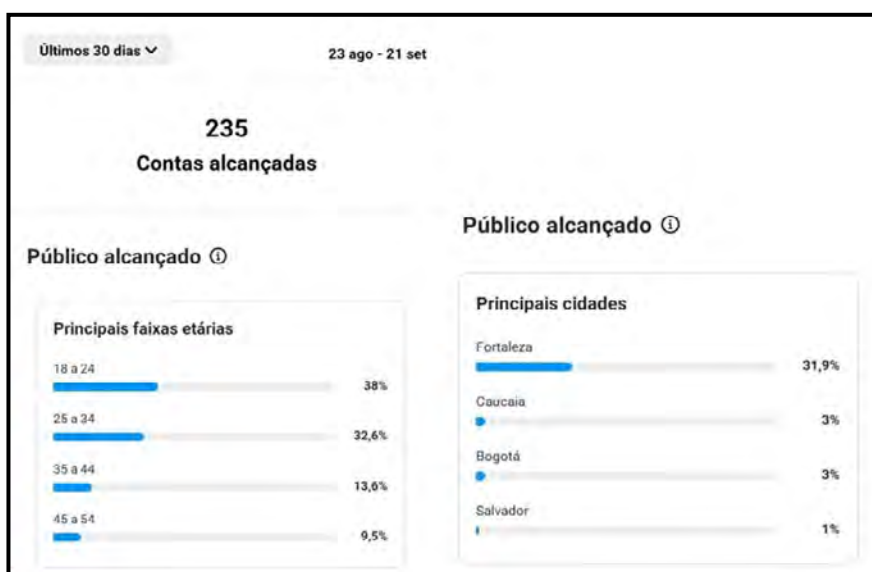 Últimos 30 dias
23 ago - 21 set
235
Contas alcançadas
Público alcançado
Principais faixas etárias
18 a 24
38%
25 a 34
32,6%
35 a 44
13,6%
45 a 54
9,5%
Público alcançado
Principais cidades
Fortaleza
31,9%
Caucaia
3%
Bogotá
3%
Salvador
1%